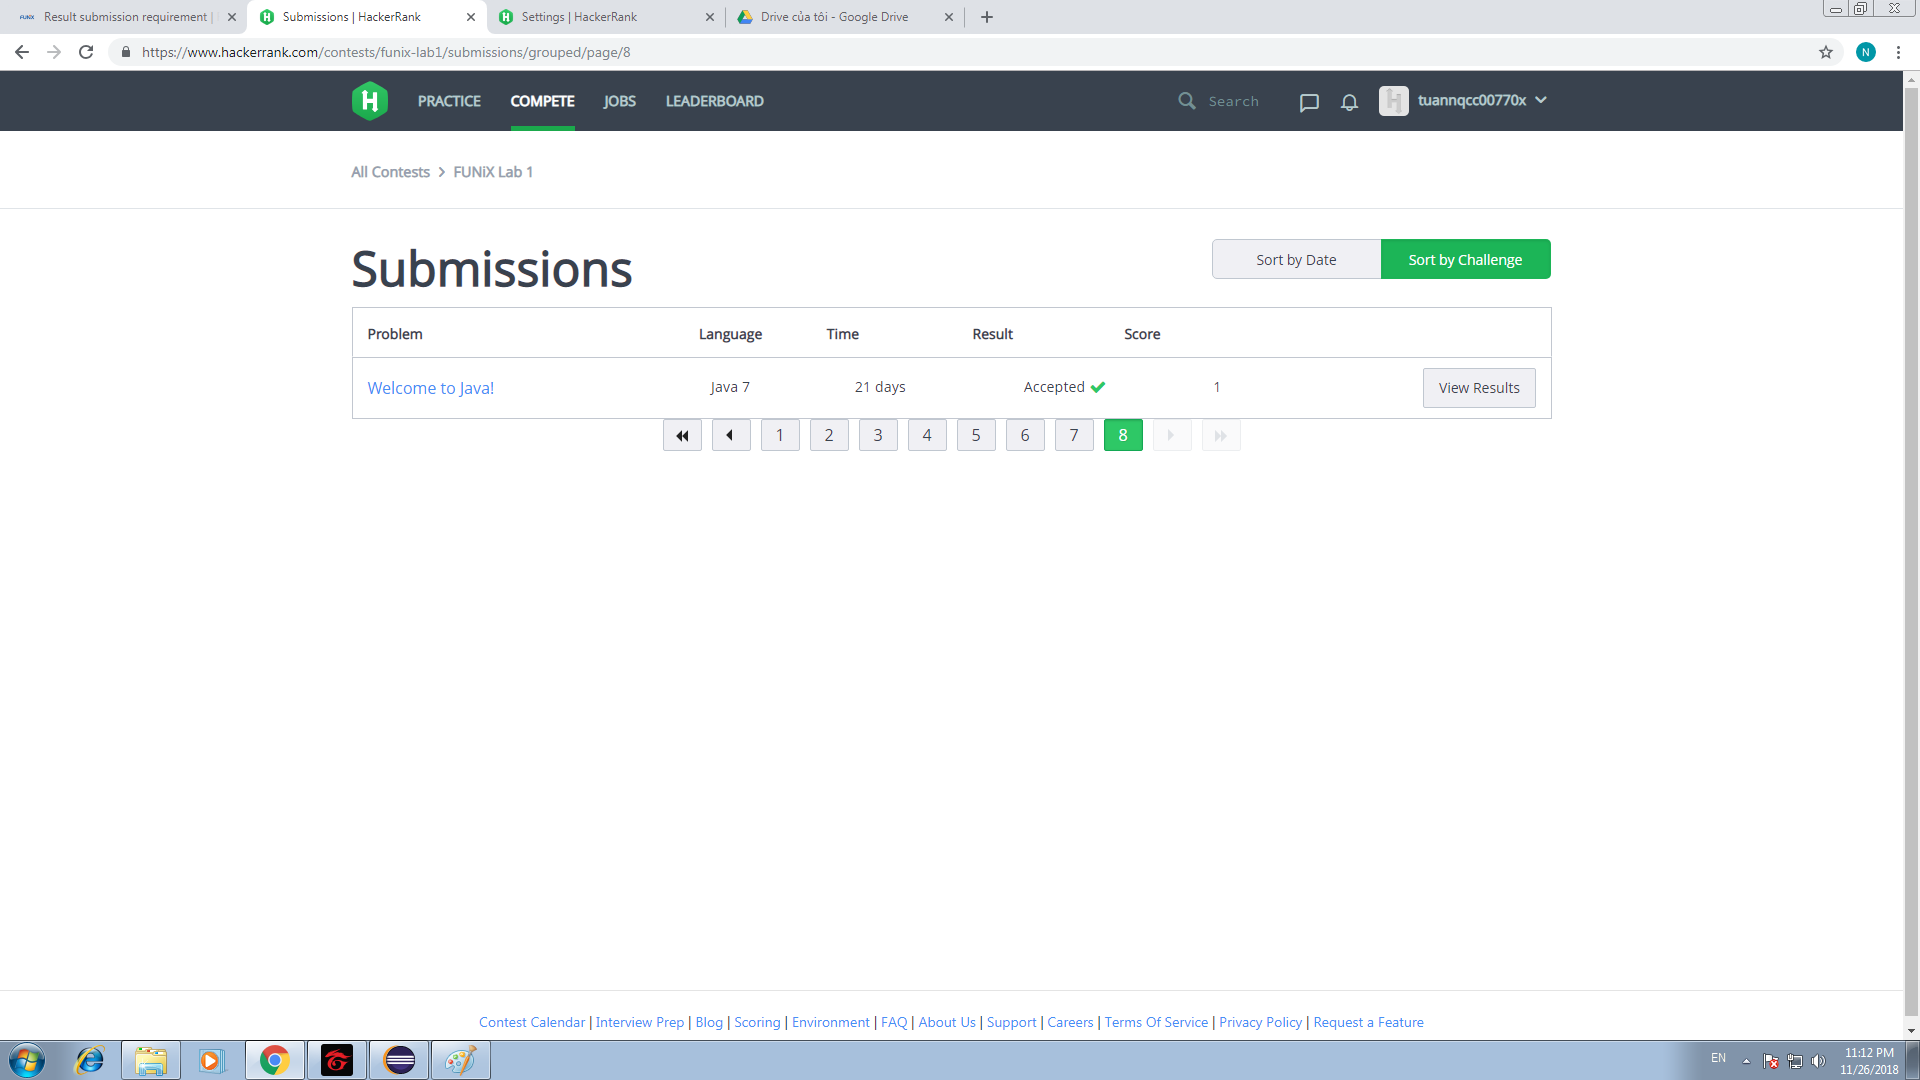 FUNiX Result submission requirement |
Submissions | HackerRank
Settings | HackerRank
Drive của tôi - Google Drive
https://www.hackerrank.com/contests/funix-lab1/submissions/grouped/page/8
N
H PRACTICE COMPETE JOBS LEADERBOARD Search H tuannqcc00770x
All Contests > FUNiX Lab 1
Submissions
Sort by Date Sort by Challenge
Problem Language Time Result Score
Welcome to Java! Java 7 21 days Accepted 1 View Results
1 2 3 4 5 6 7 8
Contest Calendar | Interview Prep | Blog | Scoring | Environment | FAQ | About Us | Support | Careers | Terms Of Service | Privacy Policy | Request a Feature
EN
11:12 PM
11/26/2018